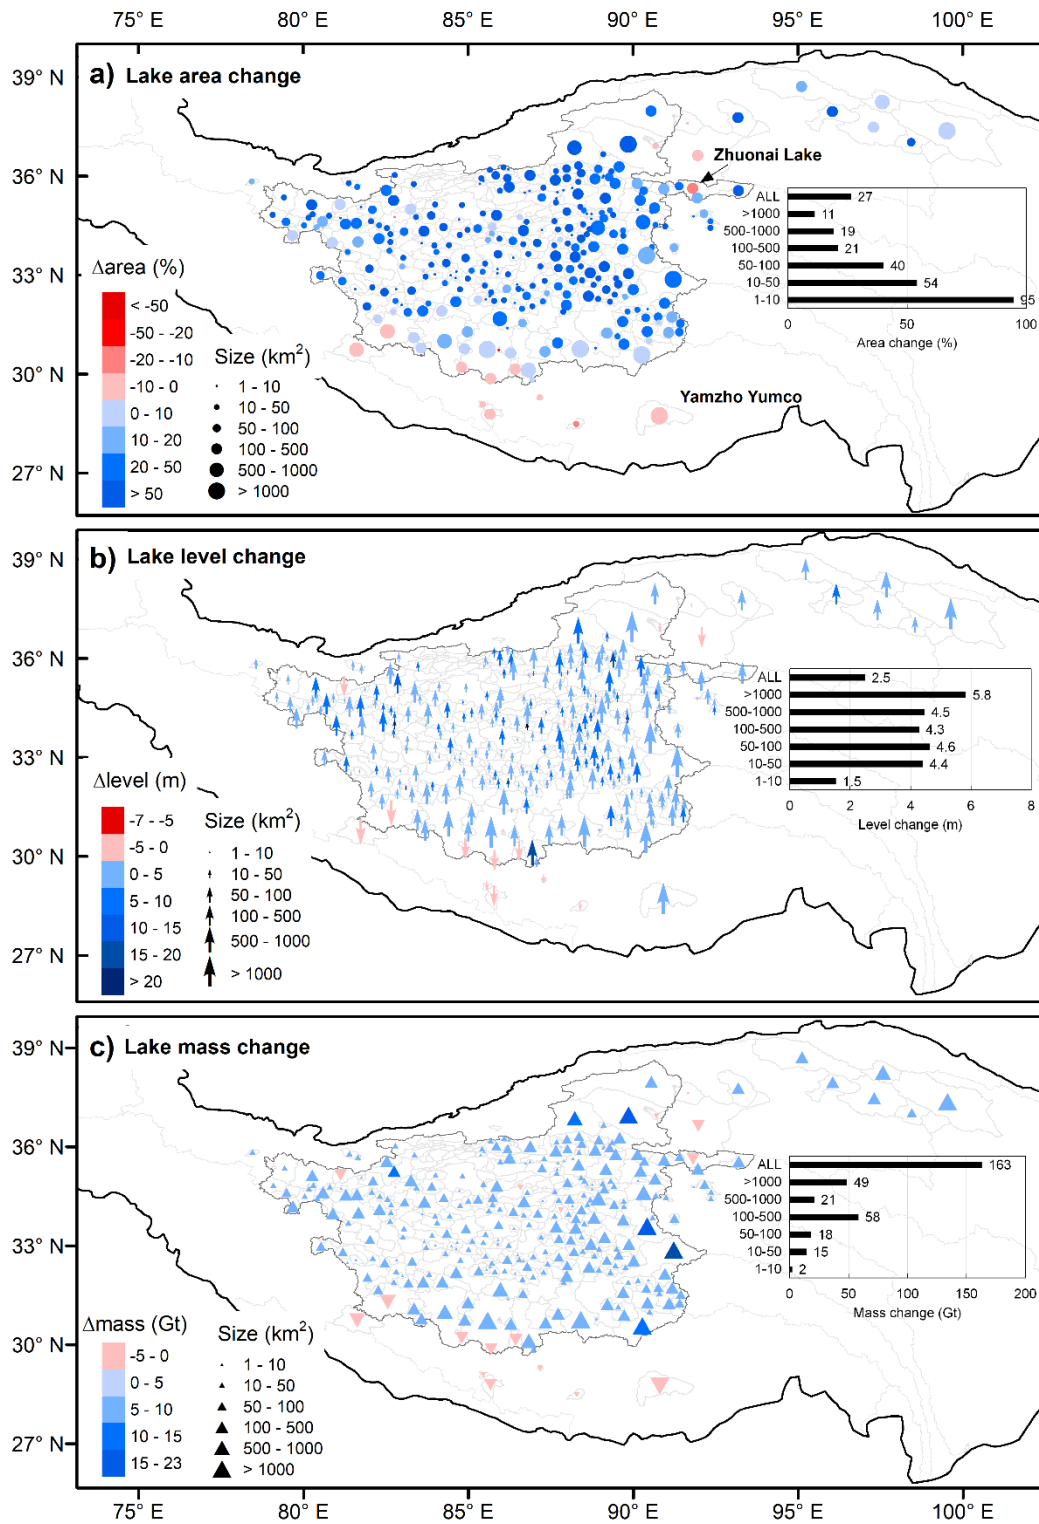 75° E 80° E 85° E 90° E 95° E 100° E
a) Lake area change
39° N
36° N
33° N
30° N
27° N
Zhuonai Lake
Yamzho Yumco
Δarea (%)
< -50
-50 - -20
-20 - -10
-10 - 0
0 - 10
10 - 20
20 - 50
> 50
Size (km²)
1 - 10
10 - 50
50 - 100
100 - 500
500 - 1000
> 1000
ALL 27
>1000 11
500-1000 19
100-500 21
50-100 40
10-50 54
1-10 95
0 50 100
Area change (%)
b) Lake level change
39° N
36° N
33° N
30° N
27° N
Δlevel (m)
-7 - -5
-5 - 0
0 - 5
5 - 10
10 - 15
15 - 20
> 20
Size (km²)
1 - 10
10 - 50
50 - 100
100 - 500
500 - 1000
> 1000
ALL 2.5
>1000 5.8
500-1000 4.5
100-500 4.3
50-100 4.6
10-50 4.4
1-10 1.5
0 2 4 6 8
Level change (m)
c) Lake mass change
39° N
36° N
33° N
30° N
27° N
Δmass (Gt)
-5 - 0
0 - 5
5 - 10
10 - 15
15 - 23
Size (km²)
1 - 10
10 - 50
50 - 100
100 - 500
500 - 1000
> 1000
ALL 163
>1000 49
500-1000 21
100-500 58
50-100 18
10-50 15
1-10 2
0 50 100 150 200
Mass change (Gt)
75° E 80° E 85° E 90° E 95° E 100° E